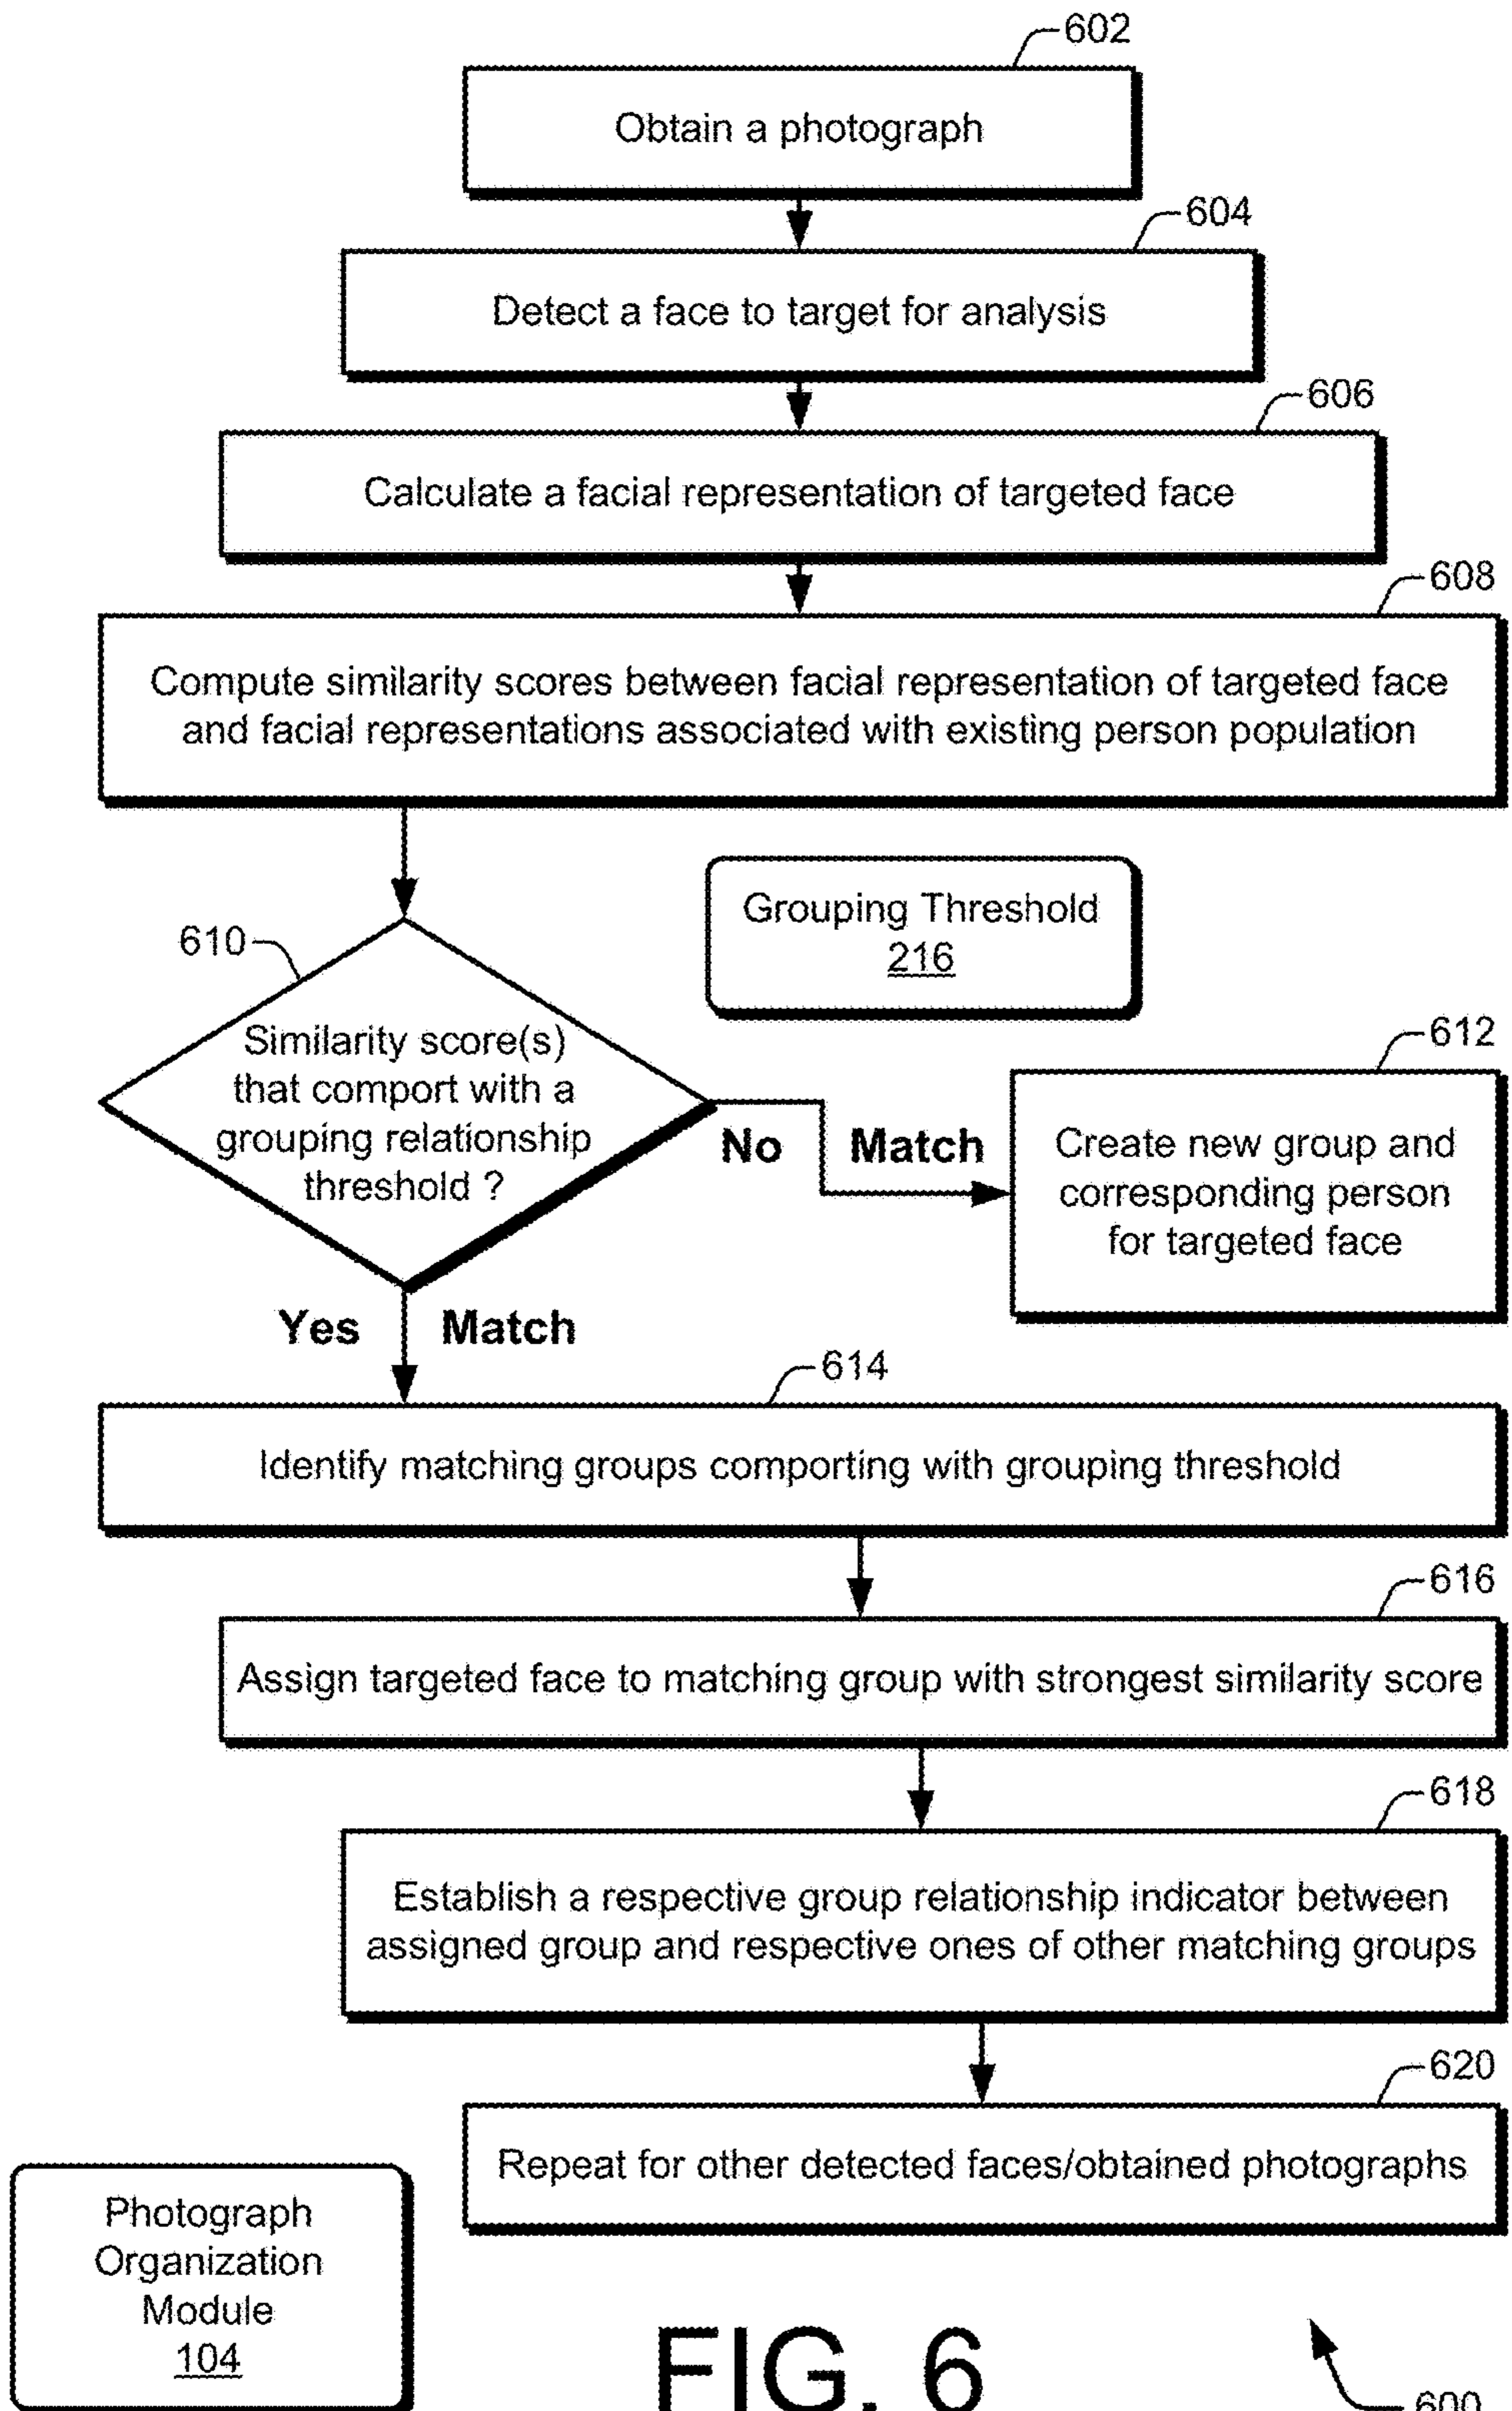 602
Obtain a photograph
604
Detect a face to target for analysis
606
Calculate a facial representation of targeted face
608
Compute similarity scores between facial representation of targeted face
and facial representations associated with existing person population
Grouping Threshold
216
610
Similarity score(s)
that comport with a
grouping relationship
threshold ?
No Match
612
Create new group and
corresponding person
for targeted face
Yes Match
614
Identify matching groups comporting with grouping threshold
616
Assign targeted face to matching group with strongest similarity score
618
Establish a respective group relationship indicator between
assigned group and respective ones of other matching groups
620
Repeat for other detected faces/obtained photographs
Photograph
Organization
Module
104
FIG. 6
600